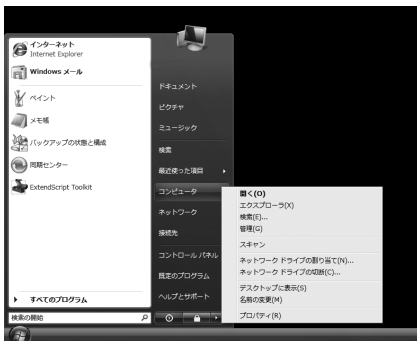 インターネット
Internet Explorer
Windows メール
ペイント
メモ帳
バックアップの状態と構成
同期センター
ExtendScript Toolkit
すべてのプログラム
検索の開始
ドキュメント
ピクチャ
ミュージック
検索
最近使った項目
コンピュータ
ネットワーク
接続先
コントロール パネル
既定のプログラム
ヘルプとサポート
開く(O)
エクスプローラ(X)
検索(E)...
管理(G)
スキャン
ネットワーク ドライブの割り当て(N)...
ネットワーク ドライブの切断(C)...
デスクトップに表示(S)
名前の変更(M)
プロパティ(R)